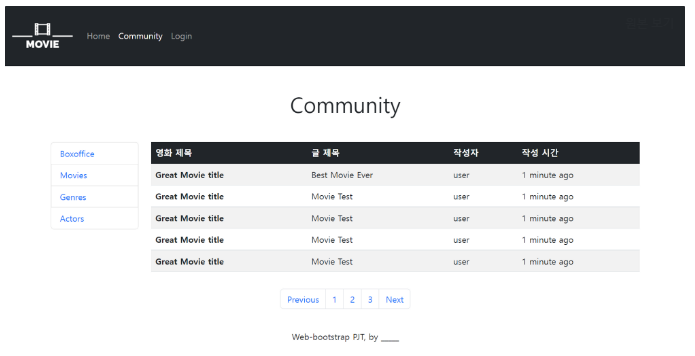 MOVIE
Home Community Login
Community
Boxoffice
Movies
Genres
Actors
영화 제목 글 제목 작성자 작성 시간
Great Movie title Best Movie Ever user 1 minute ago
Great Movie title Movie Test user 1 minute ago
Great Movie title Movie Test user 1 minute ago
Great Movie title Movie Test user 1 minute ago
Great Movie title Movie Test user 1 minute ago
Previous 1 2 3 Next
Web-bootstrap PJT, by ____